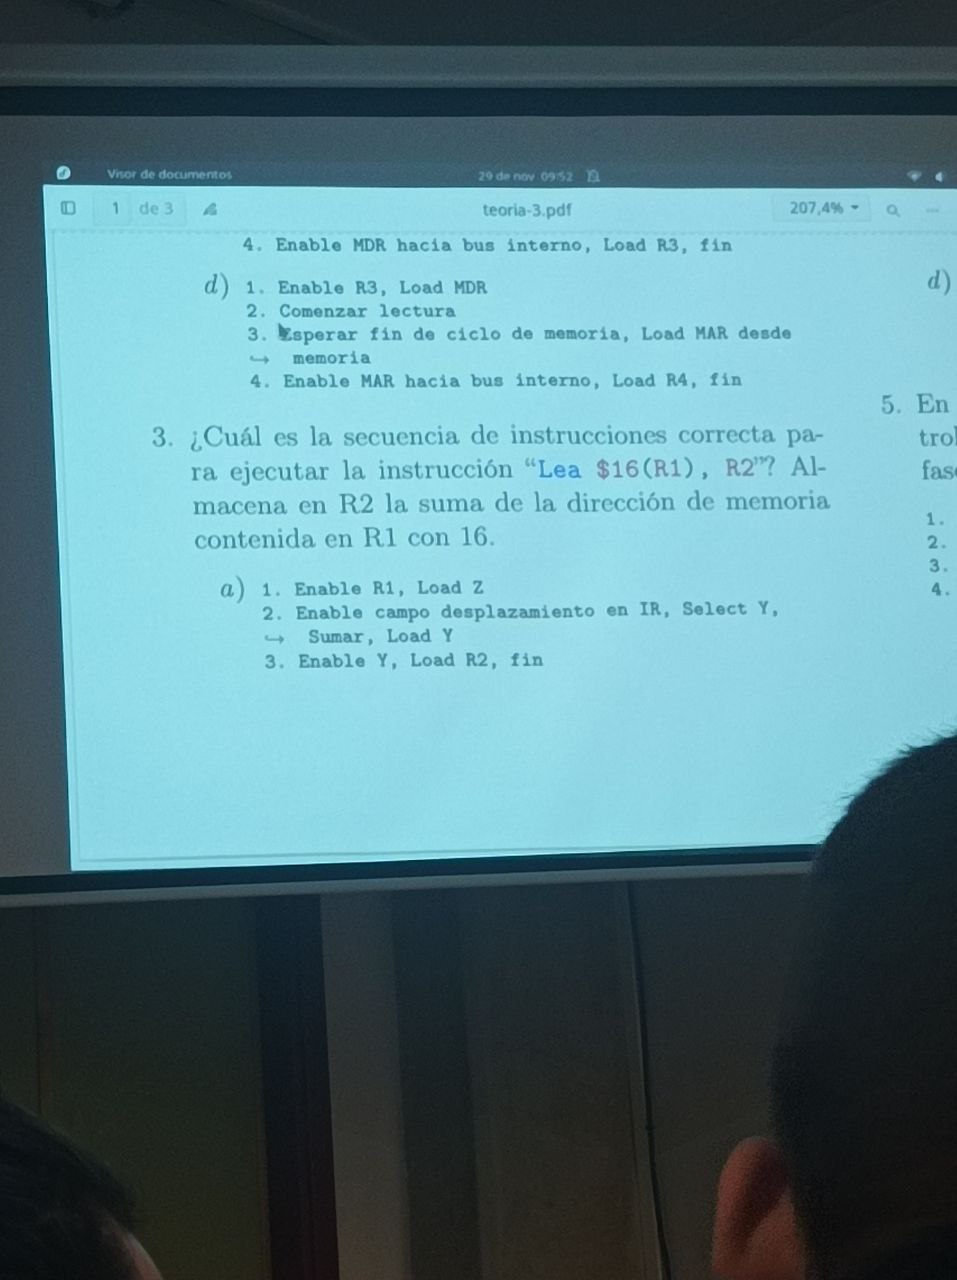 Visor de documentos
29 de nov 09:52
1 de 3
teoria-3.pdf
207,4%
4. Enable MDR hacia bus interno, Load R3, fin
d) 1. Enable R3, Load MDR
2. Comenzar lectura
3. Esperar fin de ciclo de memoria, Load MAR desde
↪ memoria
4. Enable MAR hacia bus interno, Load R4, fin
3. ¿Cuál es la secuencia de instrucciones correcta pa-
ra ejecutar la instrucción “Lea $16(R1), R2”? Al-
macena en R2 la suma de la dirección de memoria
contenida en R1 con 16.
a) 1. Enable R1, Load Z
2. Enable campo desplazamiento en IR, Select Y,
↪ Sumar, Load Y
3. Enable Y, Load R2, fin
d)
5. En
1.
2.
3.
4.